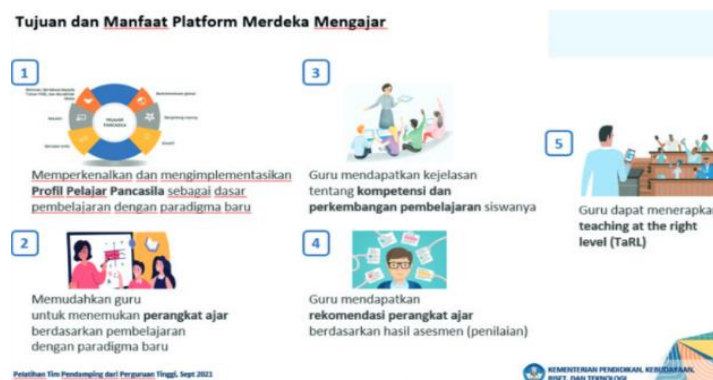 Tujuan dan Manfaat Platform Merdeka Mengajar
1
PELAJAR
PANCASILA
Memperkenalkan dan mengimplementasikan
Profil Pelajar Pancasila sebagai dasar
pembelajaran dengan paradigma baru
2
Memudahkan guru
untuk menemukan perangkat ajar
berdasarkan pembelajaran
dengan paradigma baru
3
Guru mendapatkan kejelasan
tentang kompetensi dan
perkembangan pembelajaran siswanya
4
Guru mendapatkan
rekomendasi perangkat ajar
berdasarkan hasil asesmen (penilaian)
5
Guru dapat menerapkan
teaching at the right
level (TaRL)
Pelatihan Tim Pendamping dari Perguruan Tinggi, Sept 2021
KEMENTERIAN PENDIDIKAN, KEBUDAYAAN,
RISET, DAN TEKNOLOGI